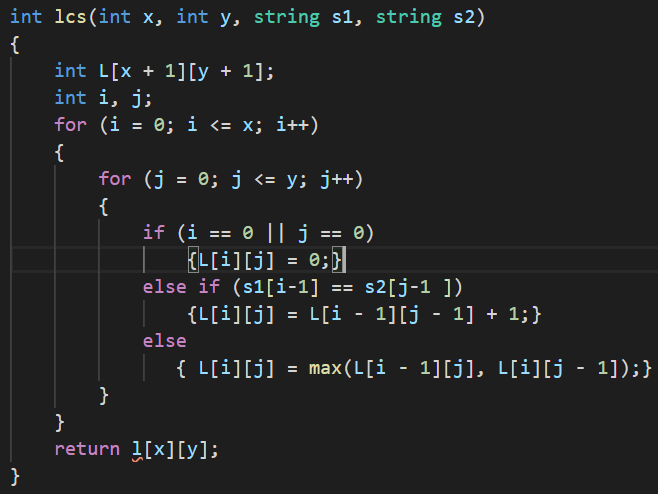 int lcs(int x, int y, string s1, string s2)
{
    int L[x + 1][y + 1];
    int i, j;
    for (i = 0; i <= x; i++)
    {
        for (j = 0; j <= y; j++)
        {
            if (i == 0 || j == 0)
                {L[i][j] = 0;}
            else if (s1[i-1] == s2[j-1 ])
                {L[i][j] = L[i - 1][j - 1] + 1;}
            else
               { L[i][j] = max(L[i - 1][j], L[i][j - 1]);}
        }
    }
    return l[x][y];
}